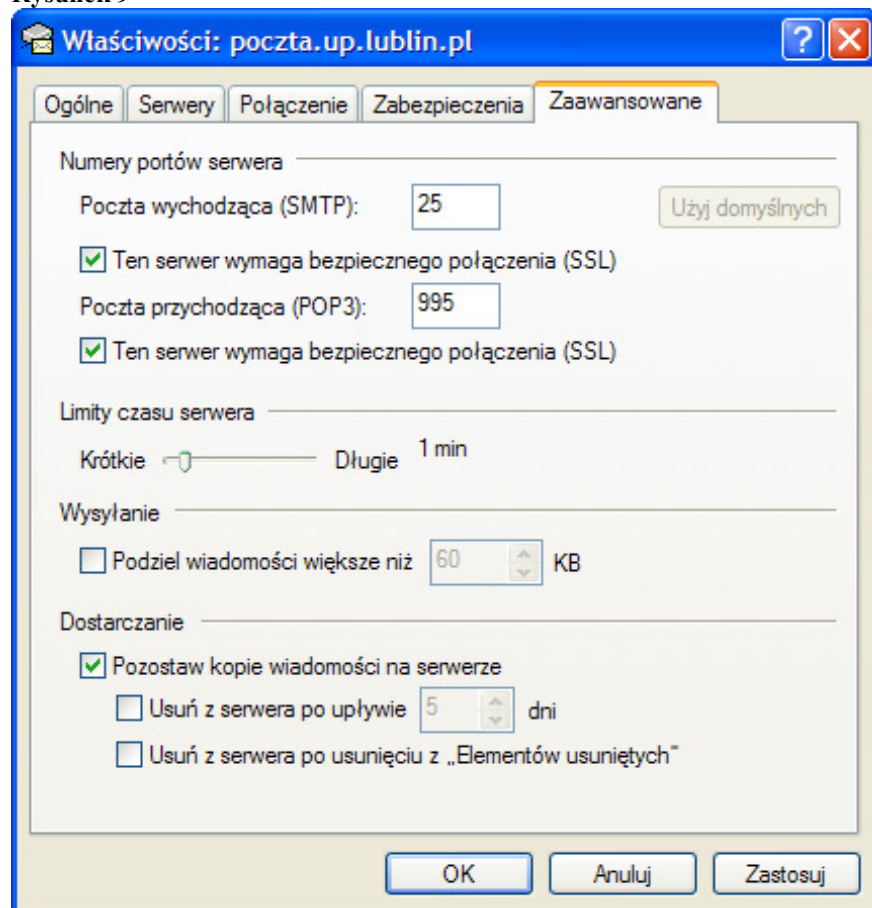 Rysunek 9
Właściwości: poczta.up.lublin.pl
Ogólne Serwery Połączenie Zabezpieczenia Zaawansowane
Numery portów serwera
Poczta wychodząca (SMTP): 25 Użyj domyślnych
Ten serwer wymaga bezpiecznego połączenia (SSL)
Poczta przychodząca (POP3): 995
Ten serwer wymaga bezpiecznego połączenia (SSL)
Limity czasu serwera
Krótkie Długie 1 min
Wysyłanie
Podziel wiadomości większe niż 60 KB
Dostarczanie
Pozostaw kopie wiadomości na serwerze
Usuń z serwera po upływie 5 dni
Usuń z serwera po usunięciu z „Elementów usuniętych"
OK Anuluj Zastosuj